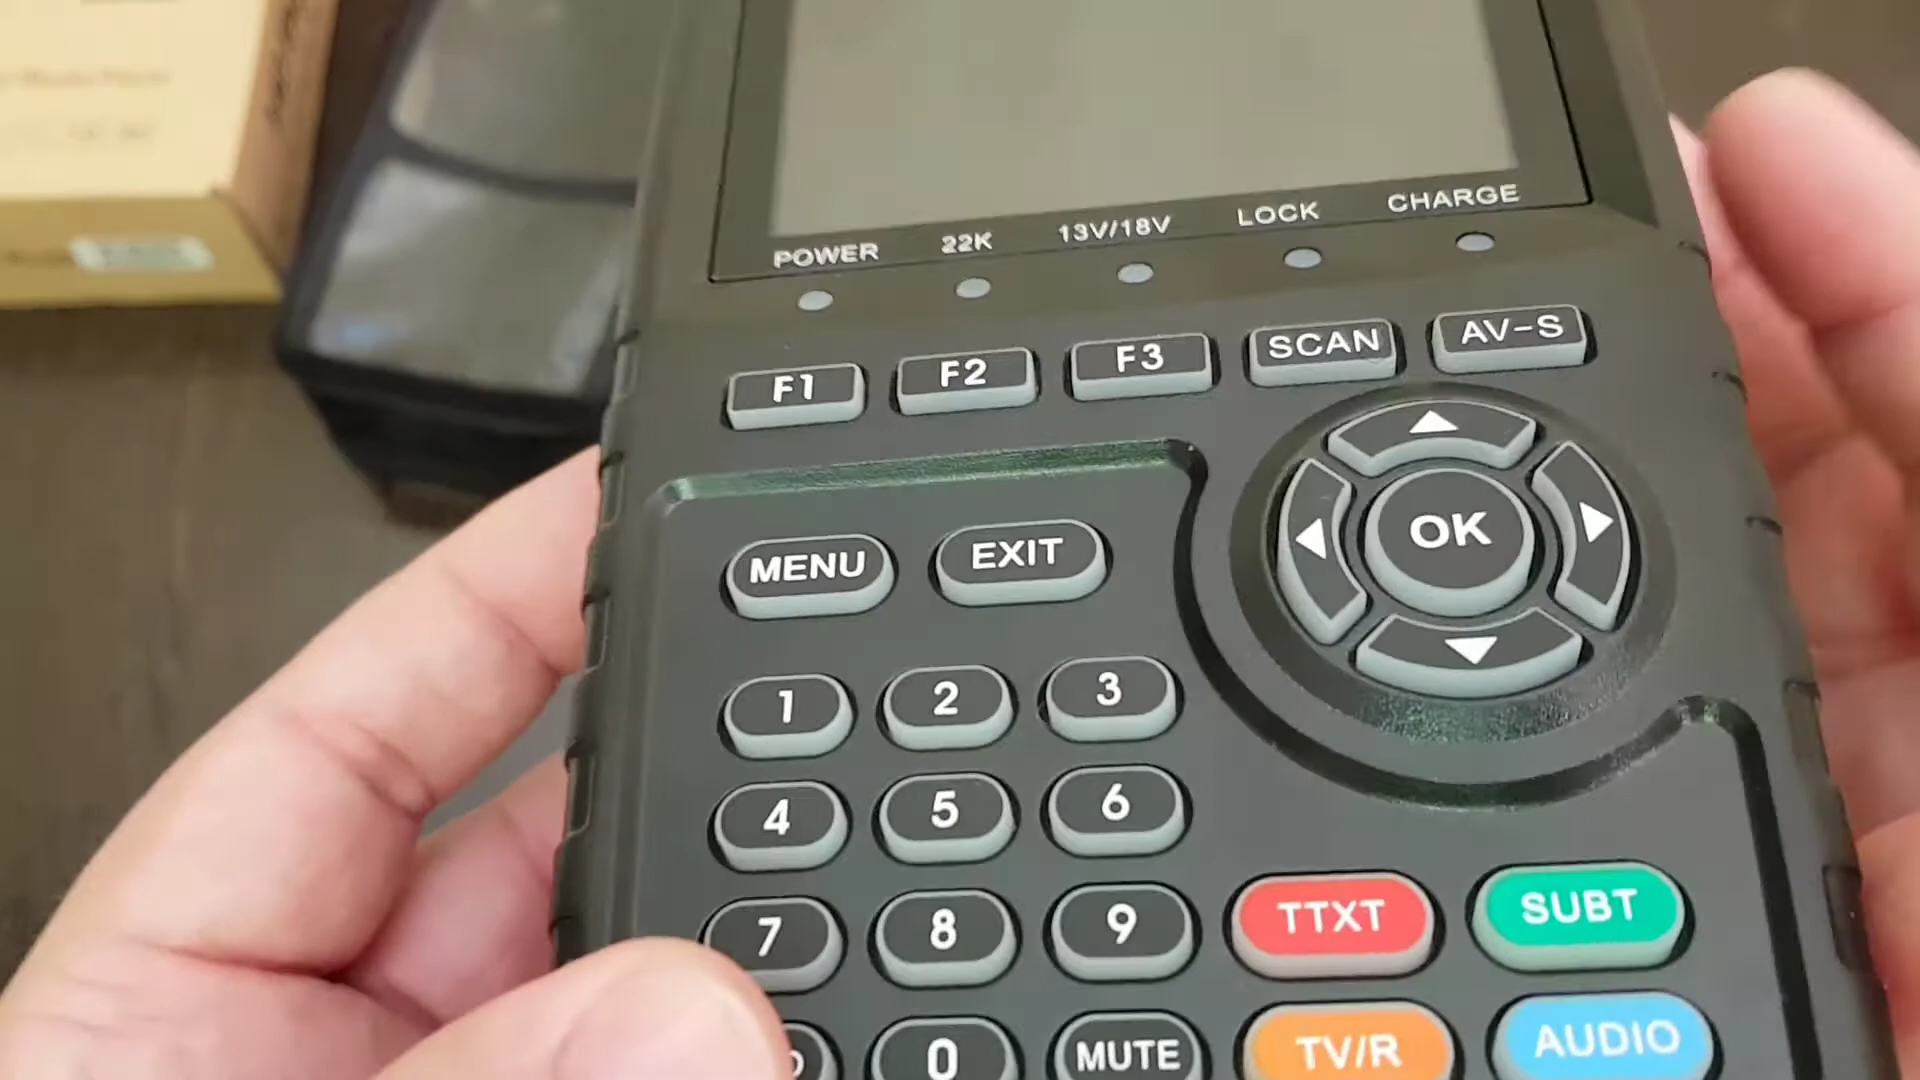 POWER 22K 13V/18V LOCK CHARGE
F1 F2 F3 SCAN AV-S
MENU EXIT OK
1 2 3
4 5 6
7 8 9 TTXT SUBT
0 MUTE TV/R AUDIO